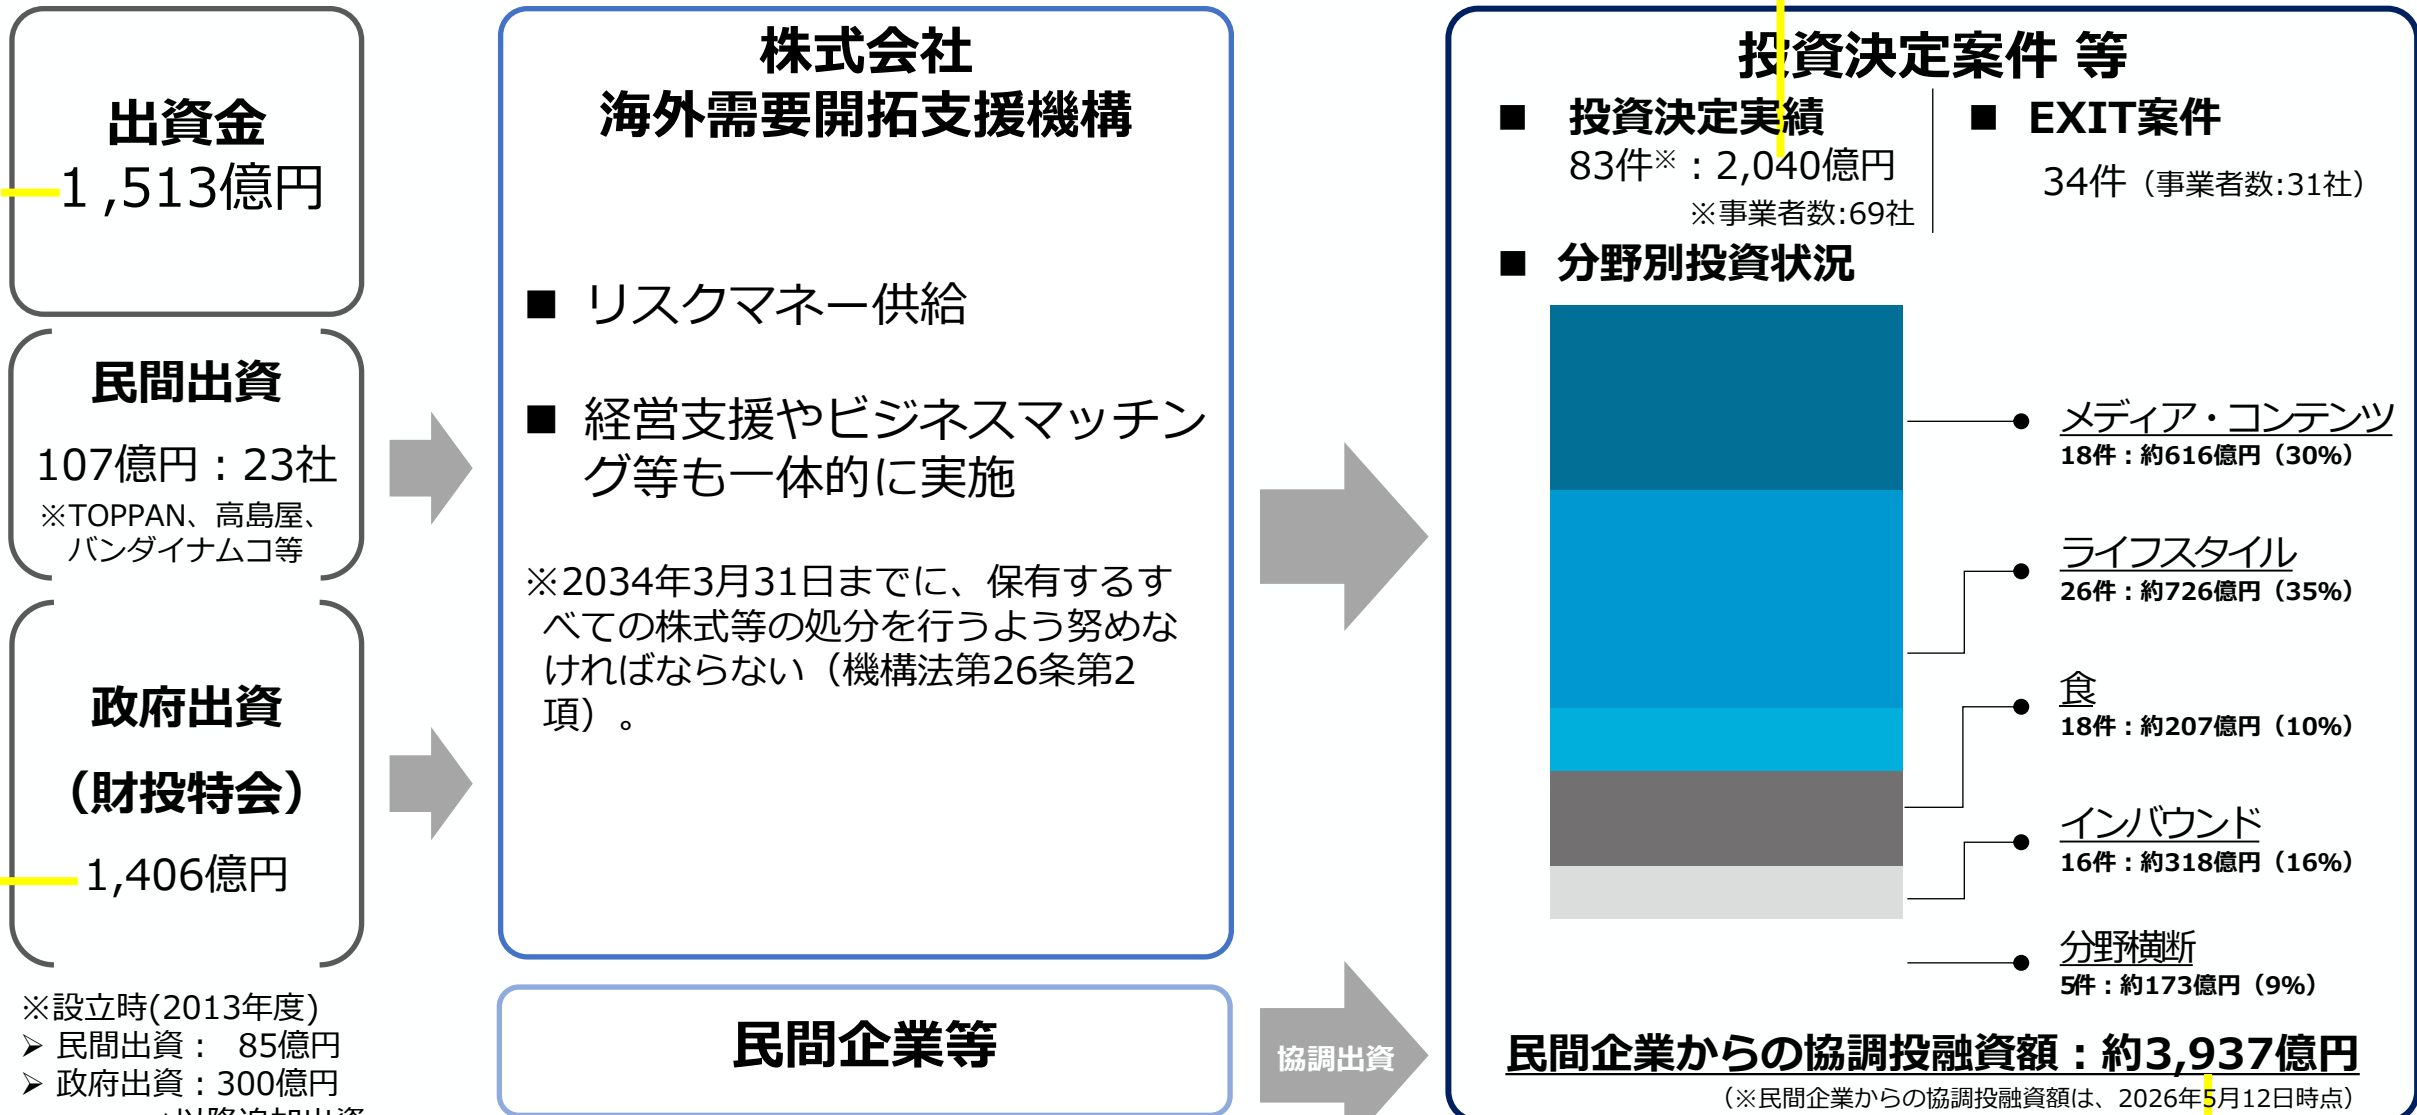 出資金
1,513億円
民間出資
107億円：23社
※TOPPAN、高島屋、
バンダイナムコ等
政府出資
（財投特会）
1,406億円
※設立時(2013年度)
➢ 民間出資： 85億円
➢ 政府出資：300億円
株式会社
海外需要開拓支援機構
■ リスクマネー供給
■ 経営支援やビジネスマッチン
グ等も一体的に実施
※2034年3月31日までに、保有するす
べての株式等の処分を行うよう努めな
ければならない（機構法第26条第2
項）。
民間企業等
協調出資
投資決定案件 等
■ 投資決定実績
83件※：2,040億円
※事業者数:69社
■ EXIT案件
34件（事業者数:31社）
■ 分野別投資状況
メディア・コンテンツ
18件：約616億円（30%）
ライフスタイル
26件：約726億円（35%）
食
18件：約207億円（10%）
インバウンド
16件：約318億円（16%）
分野横断
5件：約173億円（9%）
民間企業からの協調投融資額：約3,937億円
（※民間企業からの協調投融資額は、2026年5月12日時点）